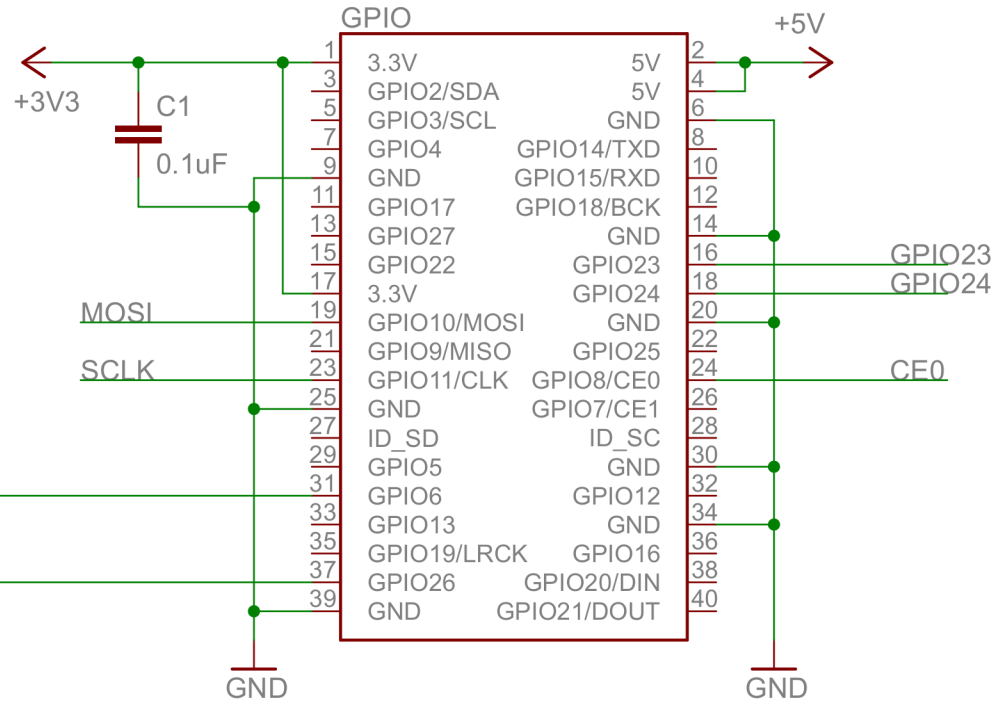 GPIO
+5V
1 3.3V 5V 2
3 GPIO2/SDA 5V 4
+3V3
C1
5 GPIO3/SCL GND 6
7 GPIO4 GPIO14/TXD 8
0.1uF
9 GND GPIO15/RXD 10
11 GPIO17 GPIO18/BCK 12
13 GPIO27 GND 14
15 GPIO22 GPIO23 16 GPIO23
17 3.3V GPIO24 18 GPIO24
MOSI 19 GPIO10/MOSI GND 20
21 GPIO9/MISO GPIO25 22
SCLK 23 GPIO11/CLK GPIO8/CE0 24 CE0
25 GND GPIO7/CE1 26
27 ID_SD ID_SC 28
29 GPIO5 GND 30
31 GPIO6 GPIO12 32
33 GPIO13 GND 34
35 GPIO19/LRCK GPIO16 36
37 GPIO26 GPIO20/DIN 38
39 GND GPIO21/DOUT 40
GND GND